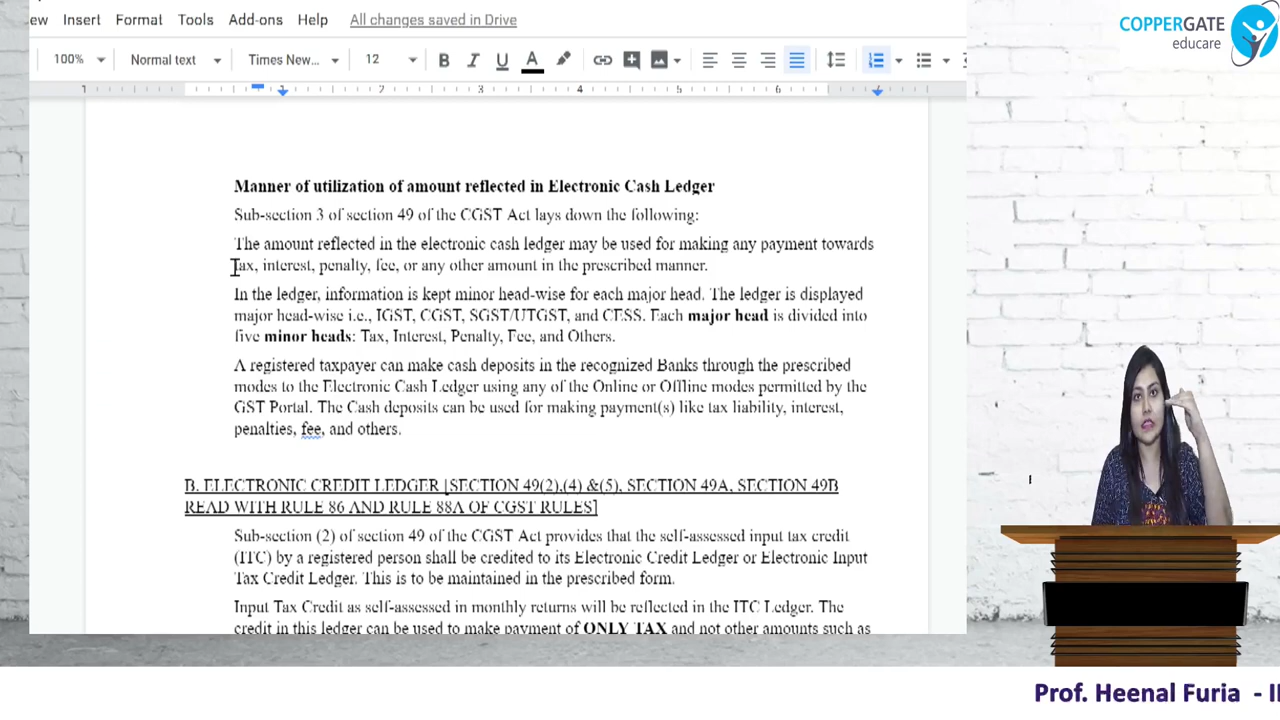 ew Insert Format Tools Add-ons Help All changes saved in Drive
100% Normal text Times New... 12 B I U A
1 1 2 3 4 5 6 7
Manner of utilization of amount reflected in Electronic Cash Ledger
Sub-section 3 of section 49 of the CGST Act lays down the following:
The amount reflected in the electronic cash ledger may be used for making any payment towards
Tax, interest, penalty, fee, or any other amount in the prescribed manner.
In the ledger, information is kept minor head-wise for each major head. The ledger is displayed
major head-wise i.e., IGST, CGST, SGST/UTGST, and CESS. Each major head is divided into
five minor heads: Tax, Interest, Penalty, Fee, and Others.
A registered taxpayer can make cash deposits in the recognized Banks through the prescribed
modes to the Electronic Cash Ledger using any of the Online or Offline modes permitted by the
GST Portal. The Cash deposits can be used for making payment(s) like tax liability, interest,
penalties, fee, and others.
B. ELECTRONIC CREDIT LEDGER [SECTION 49(2),(4) &(5), SECTION 49A, SECTION 49B
READ WITH RULE 86 AND RULE 88A OF CGST RULES]
Sub-section (2) of section 49 of the CGST Act provides that the self-assessed input tax credit
(ITC) by a registered person shall be credited to its Electronic Credit Ledger or Electronic Input
Tax Credit Ledger. This is to be maintained in the prescribed form.
Input Tax Credit as self-assessed in monthly returns will be reflected in the ITC Ledger. The
credit in this ledger can be used to make payment of ONLY TAX and not other amounts such as
COPPERGATE
educare
Prof. Heenal Furia - II